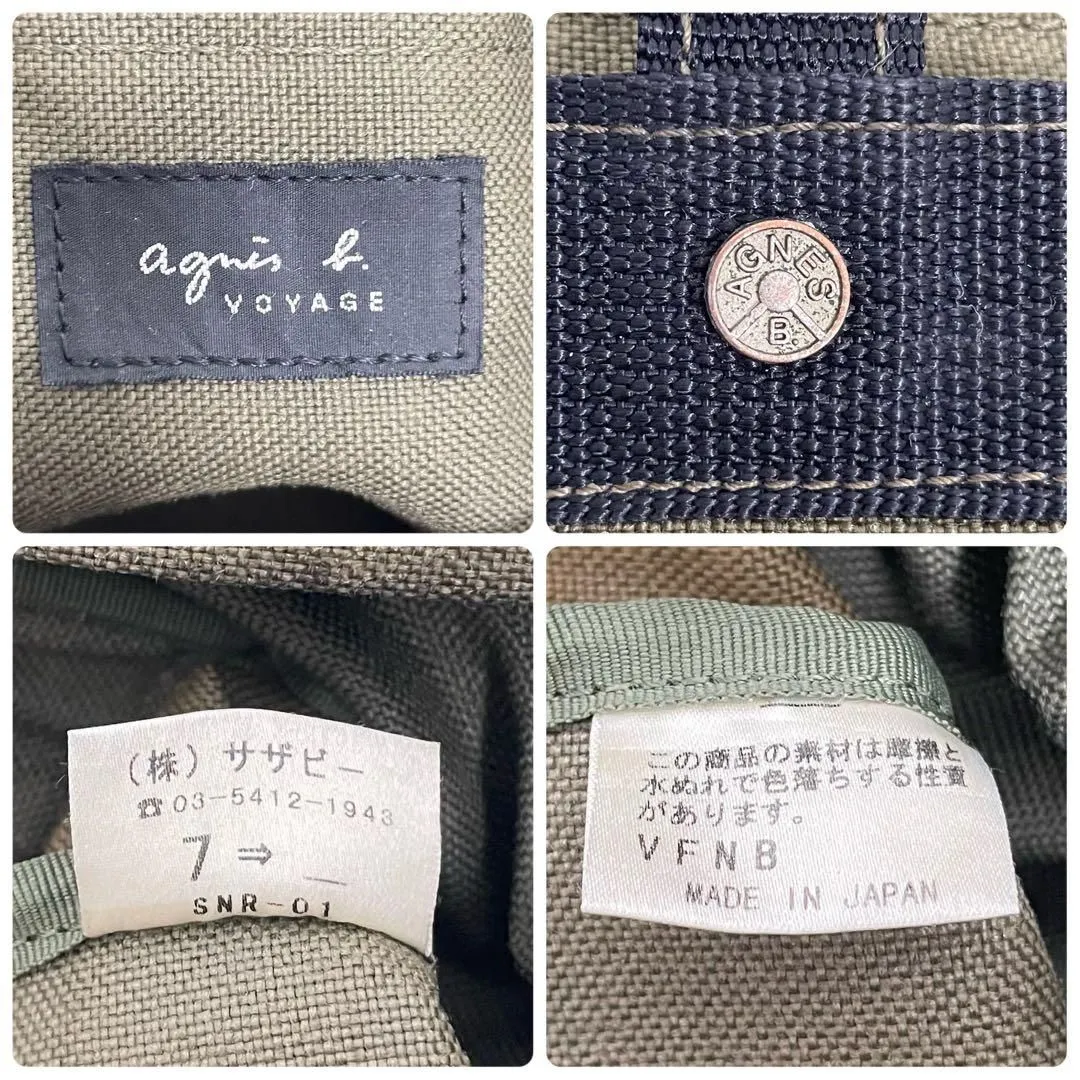 agnès b.
VOYAGE
AGNES
B
(株)サザビー
☎03-5412-1943
7⇒_
SNR-01
この商品の素材は摩擦と
水ぬれで色落ちする性質
があります。
VFNB
MADE IN JAPAN